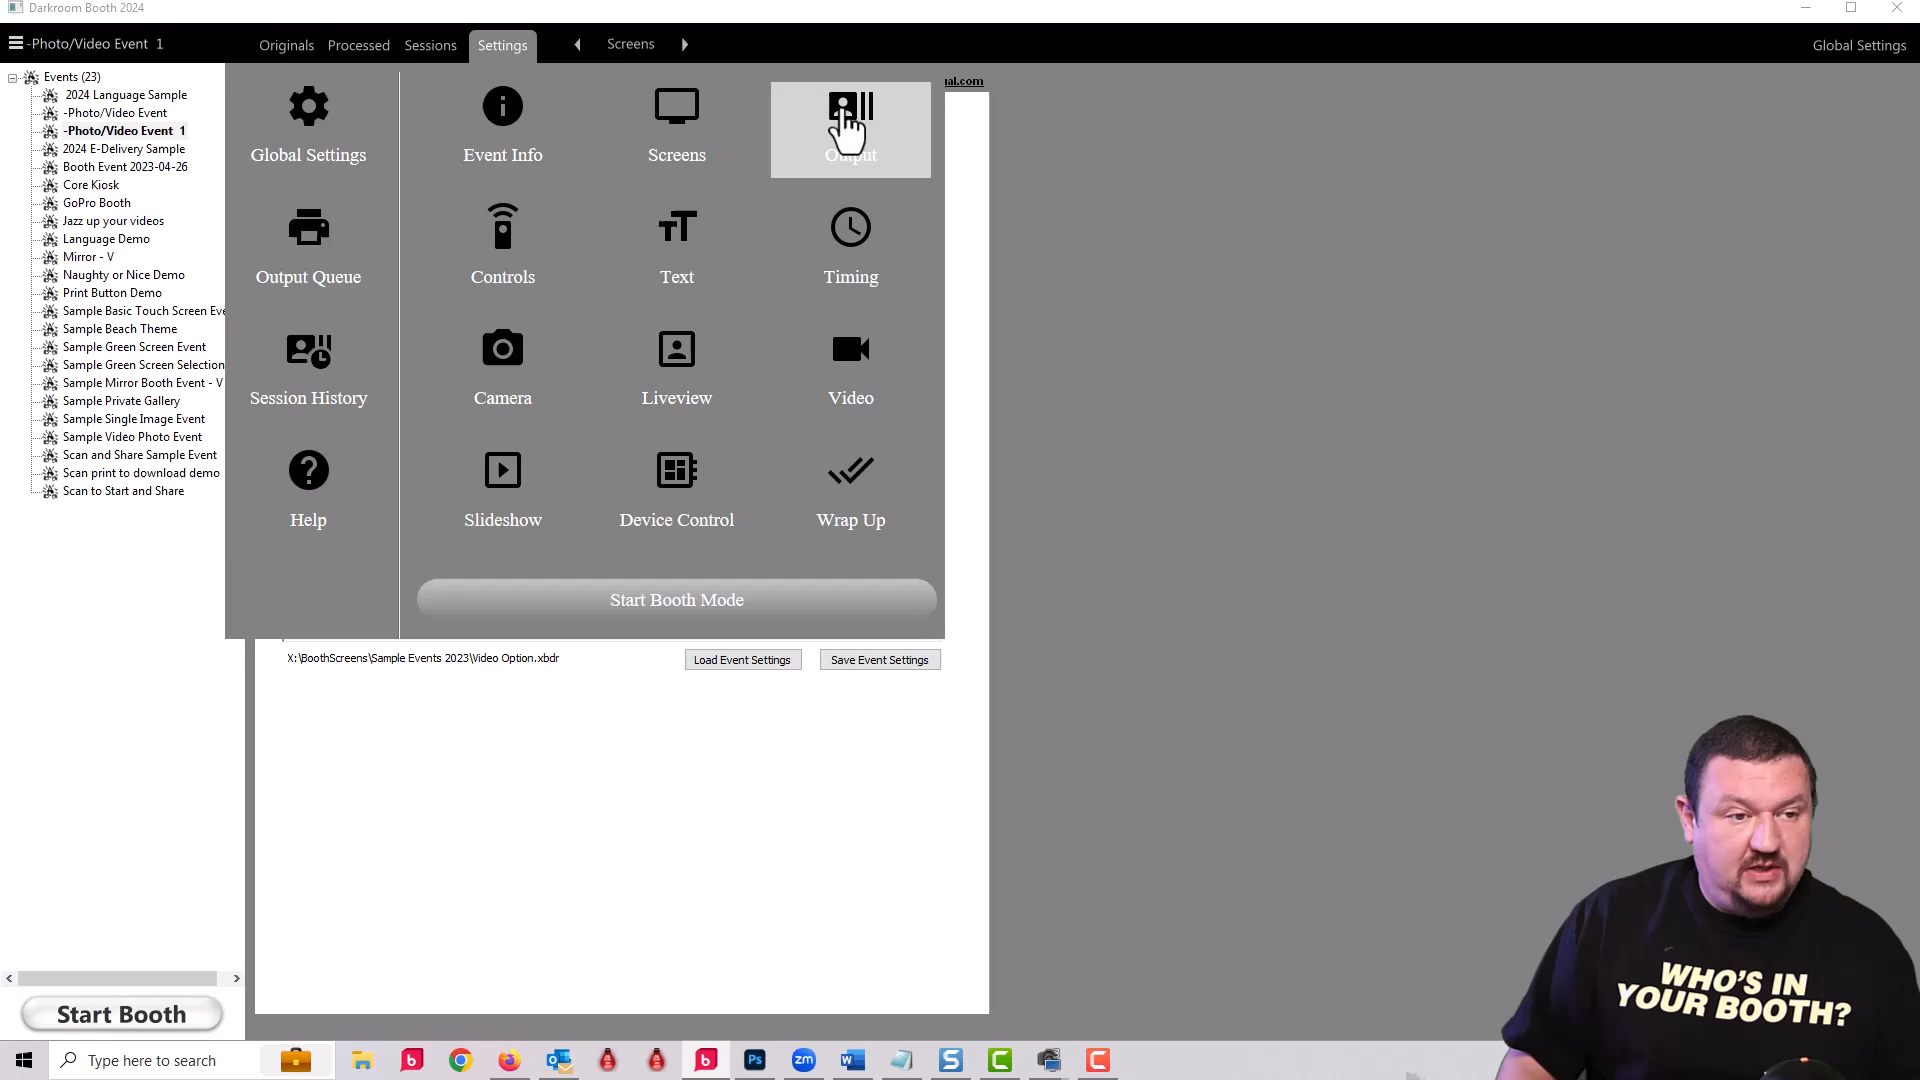 Darkroom Booth 2024
-Photo/Video Event 1
Originals Processed Sessions Settings Screens Global Settings
Events (23)
2024 Language Sample
-Photo/Video Event
-Photo/Video Event 1
2024 E-Delivery Sample
Booth Event 2023-04-26
Core Kiosk
GoPro Booth
Jazz up your videos
Language Demo
Mirror - V
Naughty or Nice Demo
Print Button Demo
Sample Basic Touch Screen Eve
Sample Beach Theme
Sample Green Screen Event
Sample Green Screen Selection
Sample Mirror Booth Event - V
Sample Private Gallery
Sample Single Image Event
Sample Video Photo Event
Scan and Share Sample Event
Scan print to download demo
Scan to Start and Share
Start Booth
ual.com
Global Settings Event Info Screens Output
Output Queue Controls Text Timing
Session History Camera Liveview Video
Help Slideshow Device Control Wrap Up
Start Booth Mode
X:\BoothScreens\Sample Events 2023\Video Option.xbdr
Load Event Settings
Save Event Settings
WHO'S IN
YOUR BOOTH?
Type here to search
b
b
Ps
zm
W
S
C
C